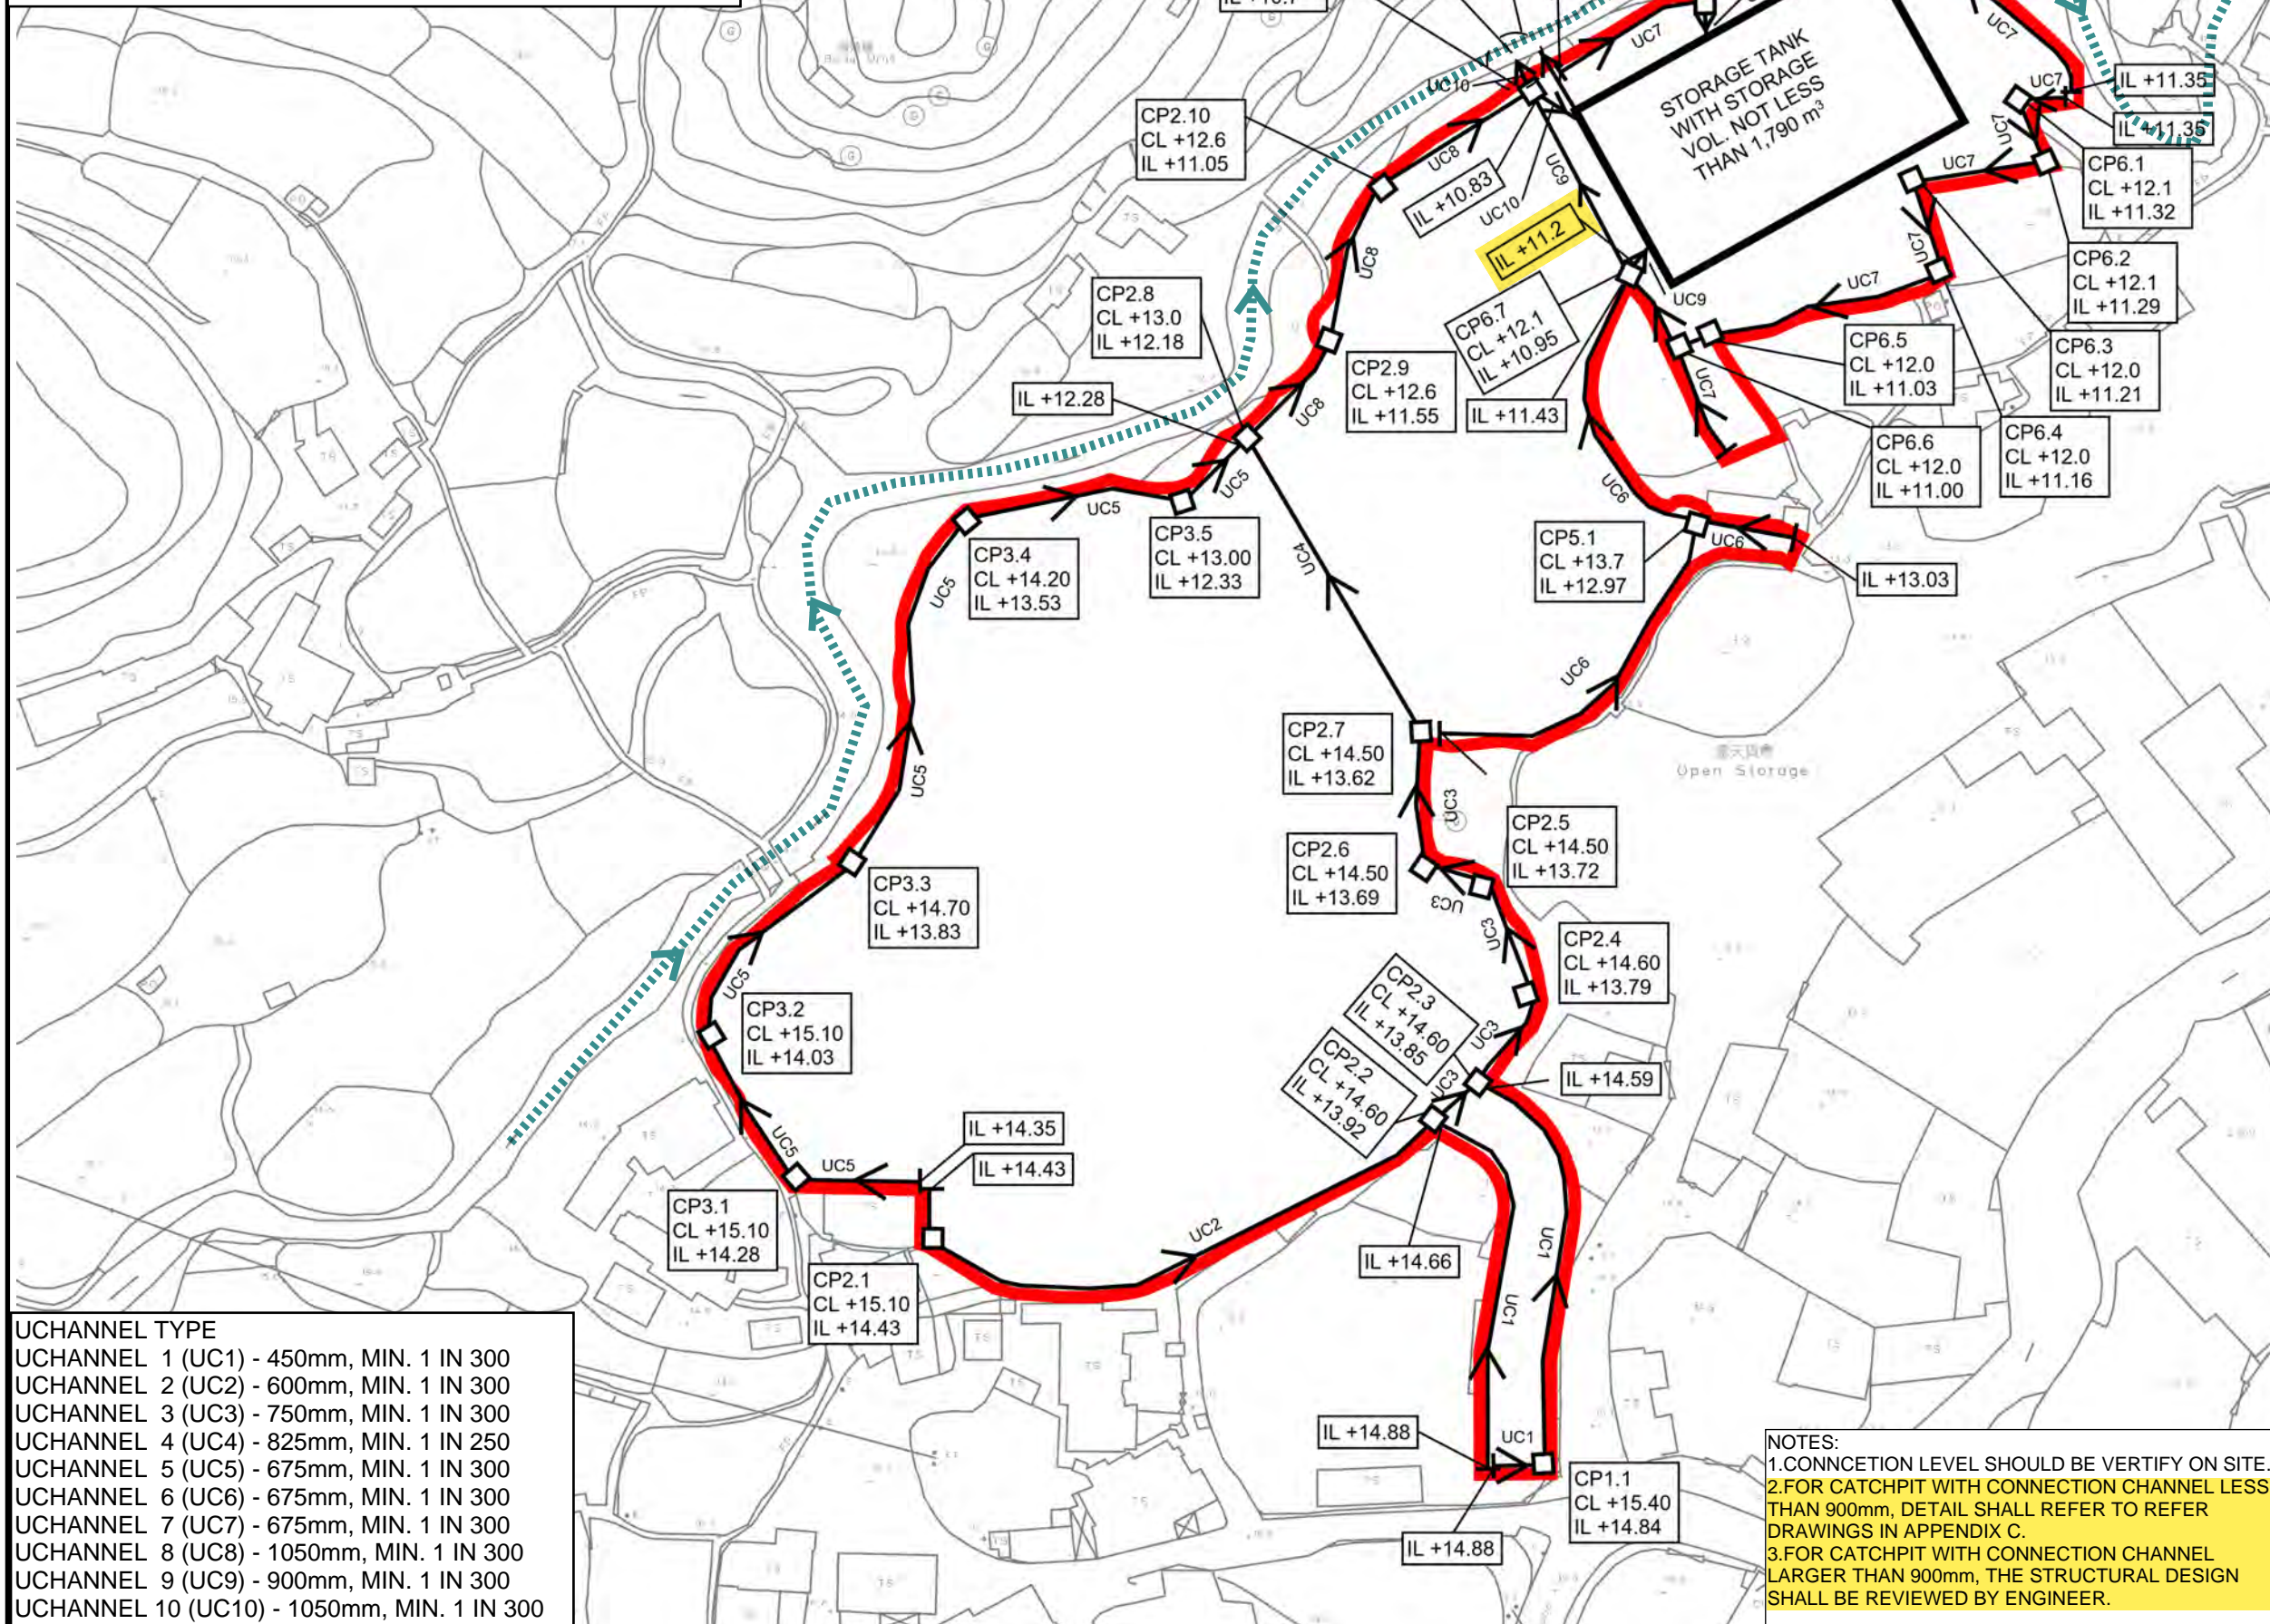 UC7
UC7
STORAGE TANK
WITH STORAGE
VOL. NOT LESS
THAN 1,790 m³
UC7
IL +11.35
IL +11.35
UC7
UC10
CP2.10
CL +12.6
IL +11.05
UC8
IL +10.83
UC9
UC10
IL +11.2
UC7
CP6.1
CL +12.1
IL +11.32
UC7
CP6.2
CL +12.1
IL +11.29
UC7
UC9
CP2.8
CL +13.0
IL +12.18
UC8
CP6.7
CL +12.1
IL +10.95
CP6.5
CL +12.0
IL +11.03
CP6.3
CL +12.0
IL +11.21
IL +12.28
UC8
CP2.9
CL +12.6
IL +11.55
IL +11.43
UC7
CP6.6
CL +12.0
IL +11.00
CP6.4
CL +12.0
IL +11.16
UC5
UC5
CP3.5
CL +13.00
IL +12.33
UC4
UC6
CP5.1
CL +13.7
IL +12.97
UC6
IL +13.03
CP3.4
CL +14.20
IL +13.53
UC5
UC6
CP2.7
CL +14.50
IL +13.62
Open Storage
UC5
UC3
CP2.6
CL +14.50
IL +13.69
CP2.5
CL +14.50
IL +13.72
UC3
UC3
CP3.3
CL +14.70
IL +13.83
CP2.4
CL +14.60
IL +13.79
UC5
CP3.2
CL +15.10
IL +14.03
CP2.3
CL +14.60
IL +13.85
UC3
CP2.2
CL +14.60
IL +13.92
UC3
IL +14.59
IL +14.35
IL +14.43
UC5
UC5
CP3.1
CL +15.10
IL +14.28
UC2
UC1
IL +14.66
CP2.1
CL +15.10
IL +14.43
UC1
IL +14.88
UC1
CP1.1
CL +15.40
IL +14.84
IL +14.88
UCHANNEL TYPE
UCHANNEL 1 (UC1) - 450mm, MIN. 1 IN 300
UCHANNEL 2 (UC2) - 600mm, MIN. 1 IN 300
UCHANNEL 3 (UC3) - 750mm, MIN. 1 IN 300
UCHANNEL 4 (UC4) - 825mm, MIN. 1 IN 250
UCHANNEL 5 (UC5) - 675mm, MIN. 1 IN 300
UCHANNEL 6 (UC6) - 675mm, MIN. 1 IN 300
UCHANNEL 7 (UC7) - 675mm, MIN. 1 IN 300
UCHANNEL 8 (UC8) - 1050mm, MIN. 1 IN 300
UCHANNEL 9 (UC9) - 900mm, MIN. 1 IN 300
UCHANNEL 10 (UC10) - 1050mm, MIN. 1 IN 300
NOTES:
1.CONNCETION LEVEL SHOULD BE VERTIFY ON SITE.
2.FOR CATCHPIT WITH CONNECTION CHANNEL LESS
THAN 900mm, DETAIL SHALL REFER TO REFER
DRAWINGS IN APPENDIX C.
3.FOR CATCHPIT WITH CONNECTION CHANNEL
LARGER THAN 900mm, THE STRUCTURAL DESIGN
SHALL BE REVIEWED BY ENGINEER.